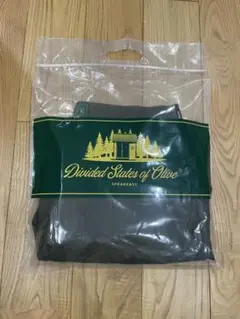 Divided States of Olive
SPEAKEASY